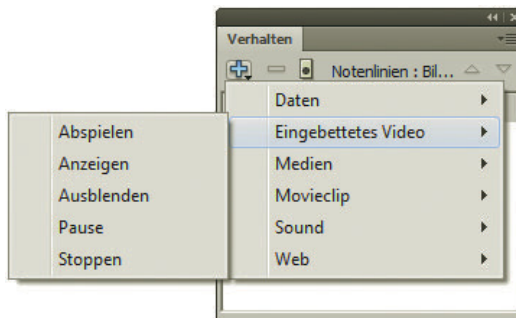 Verhalten
Notenlinien : Bil...
Daten
Eingebettetes Video
Medien
Movieclip
Sound
Web
Abspielen
Anzeigen
Ausblenden
Pause
Stoppen